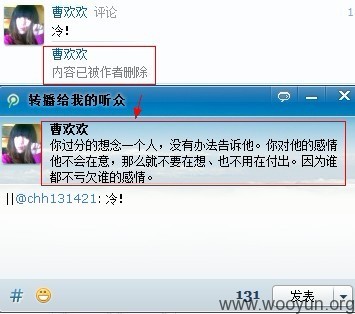 曹欢欢 评论
1
冷!
曹欢欢
内容已被作者删除
转播给我的听众
曹欢欢
你过分的想念一个人，没有办法告诉他。你对他的感情
他不会在意，那么就不要在想、也不用在付出。因为谁
都不亏欠谁的感情。
||@chh131421: 冷!
131 发表
www.wooyun.org